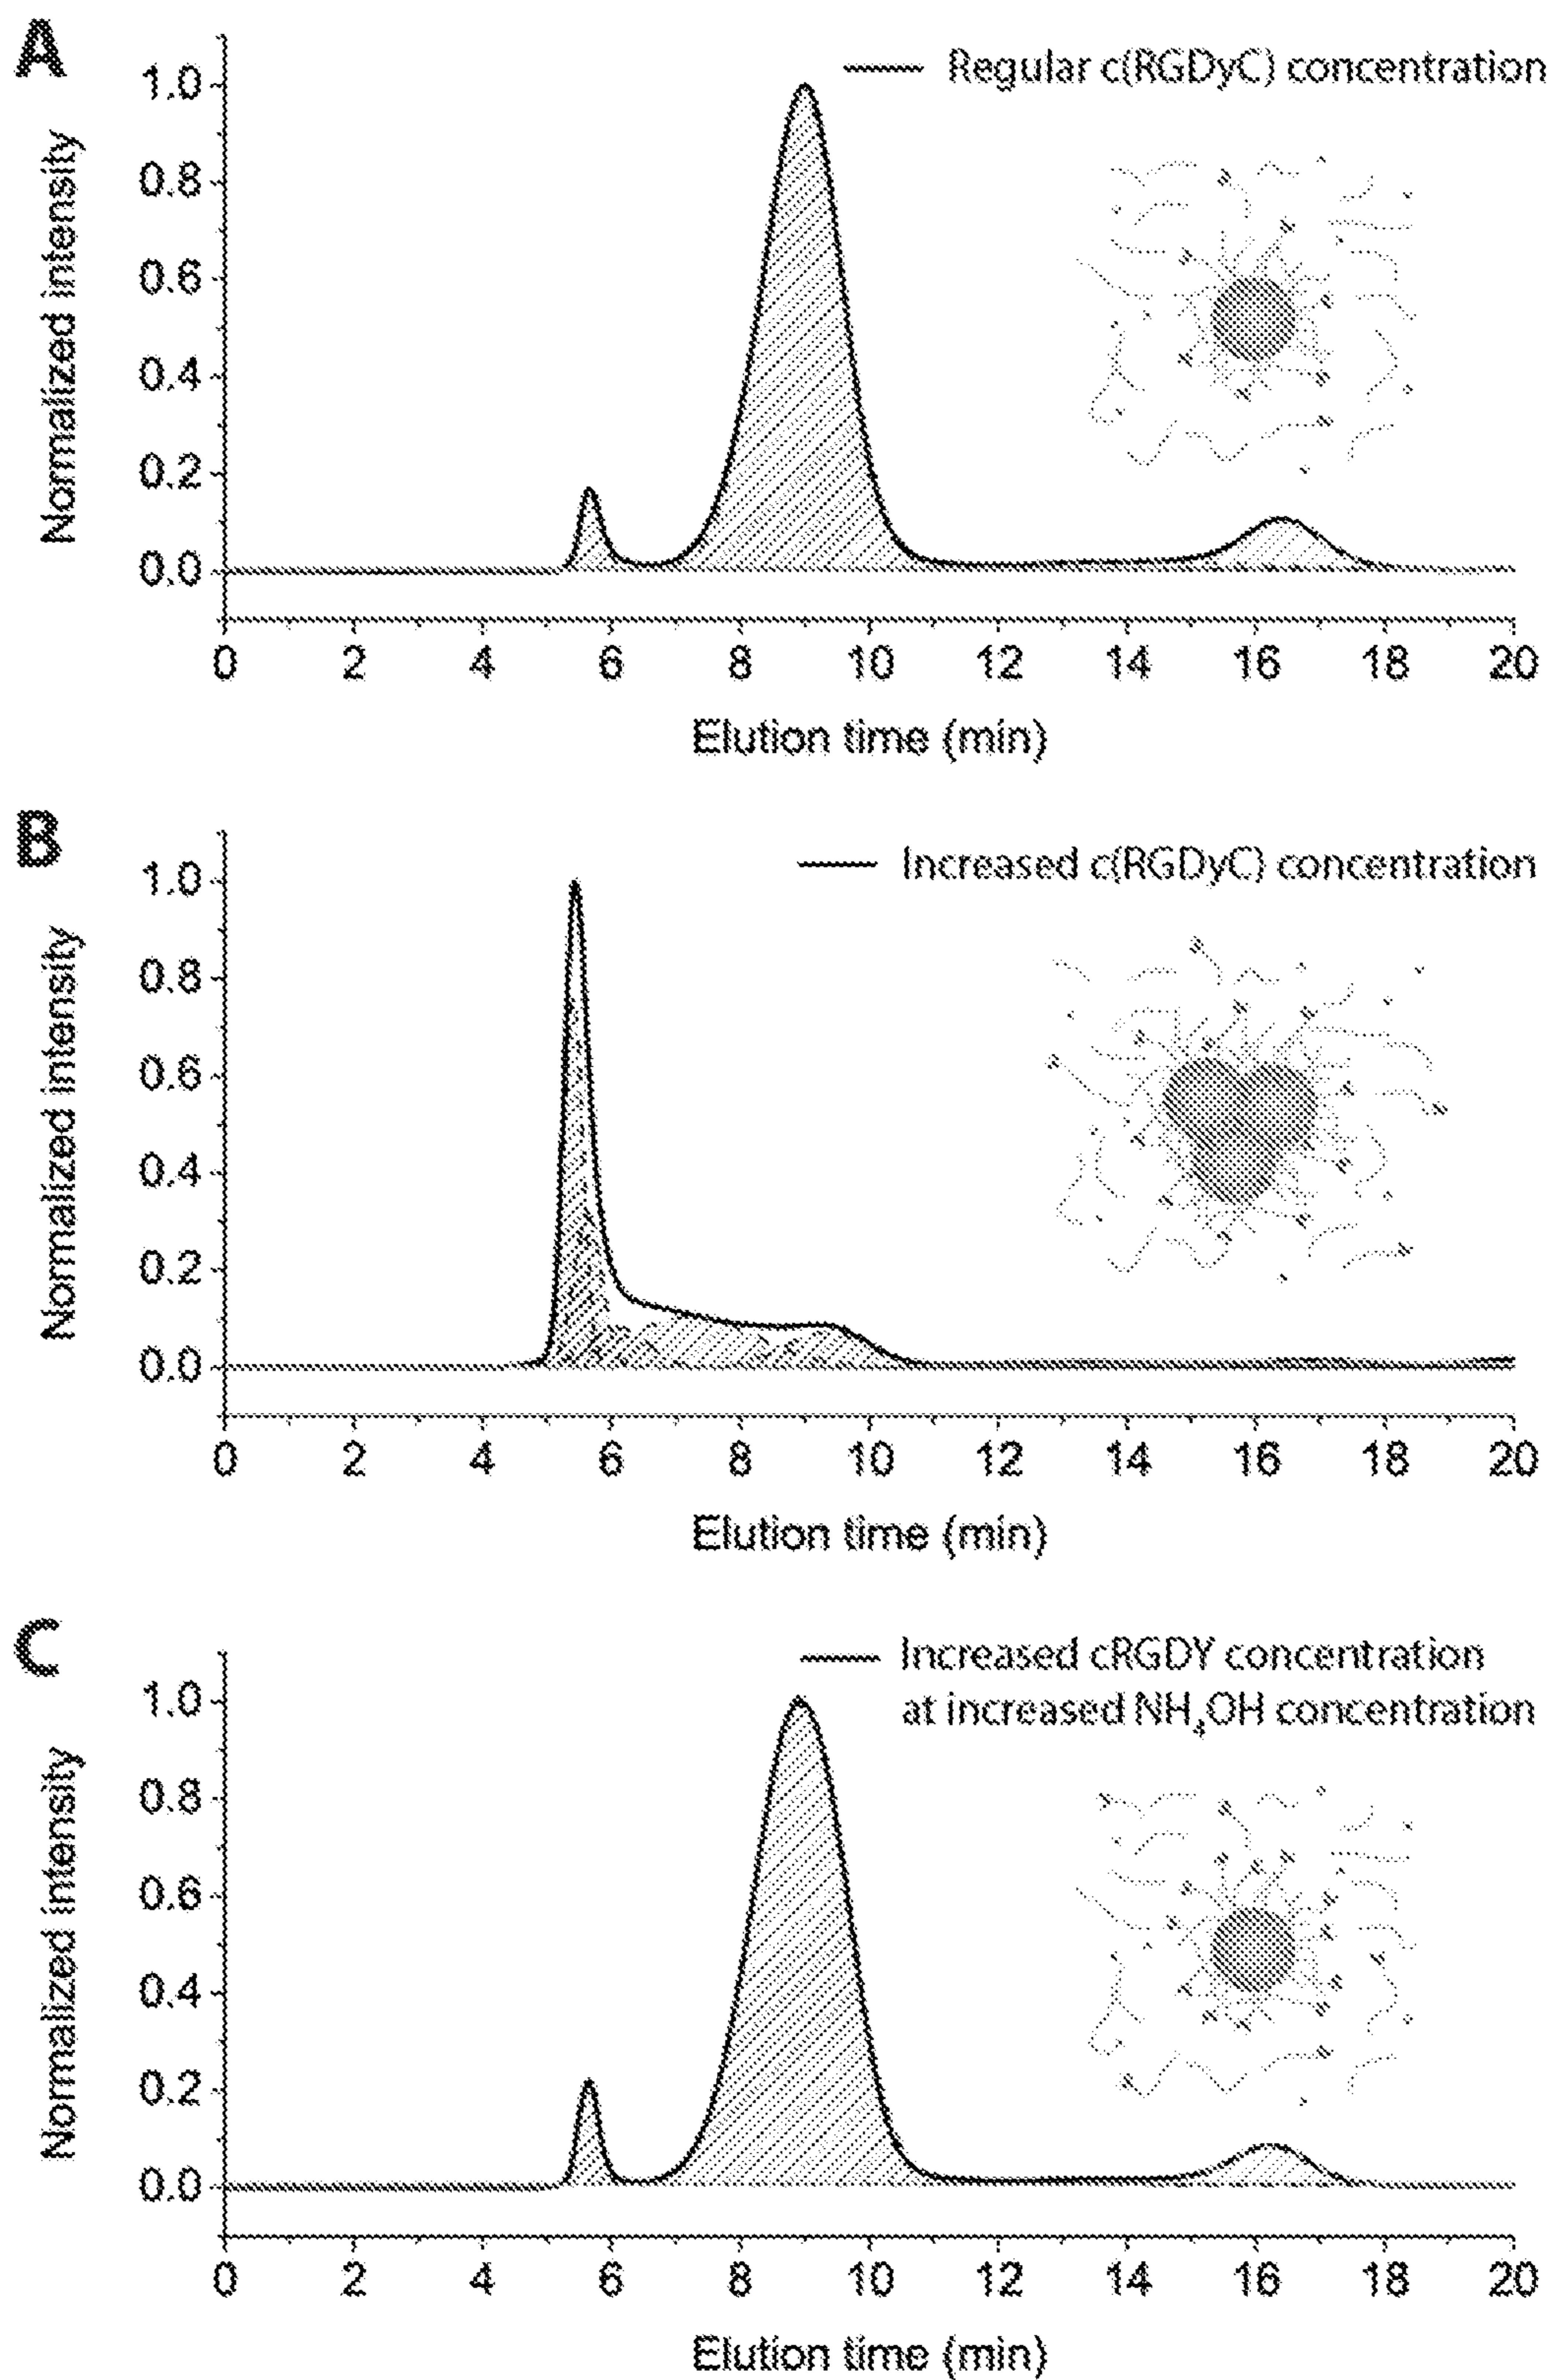 A
Regular c(RGDyC) concentration
Normalized intensity
1.0
0.8
0.6
0.4
0.2
0.0
0 2 4 6 8 10 12 14 16 18 20
Elution time (min)
B
Increased c(RGDyC) concentration
Normalized intensity
1.0
0.8
0.6
0.4
0.2
0.0
0 2 4 6 8 10 12 14 16 18 20
Elution time (min)
C
Increased cRGDY concentration
at increased NH₄OH concentration
Normalized intensity
1.0
0.8
0.6
0.4
0.2
0.0
0 2 4 6 8 10 12 14 16 18 20
Elution time (min)